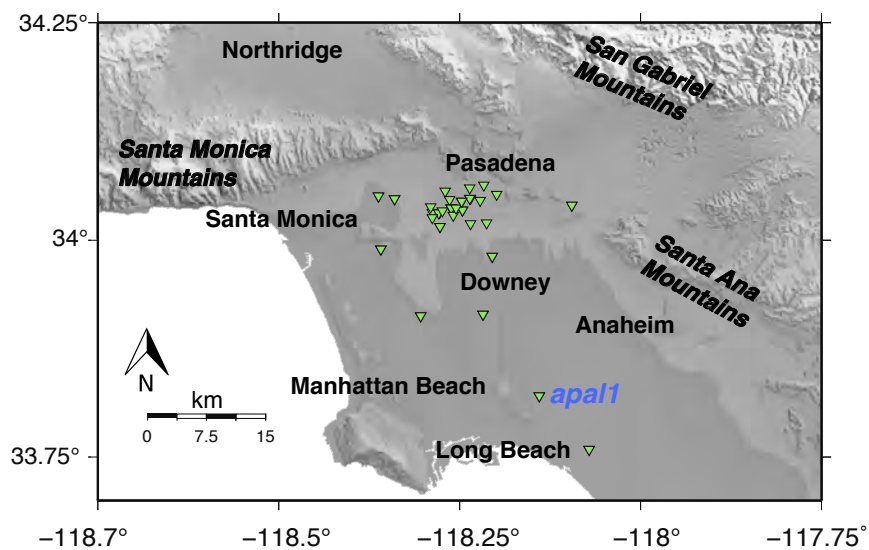 34.25°
Northridge
San Gabriel
Mountains
Santa Monica
Mountains
Pasadena
Santa Monica
34°
Santa Ana
Mountains
Downey
Anaheim
N
km
0 7.5 15
Manhattan Beach
apal1
33.75°
Long Beach
−118.7° −118.5° −118.25° −118° −117.75°